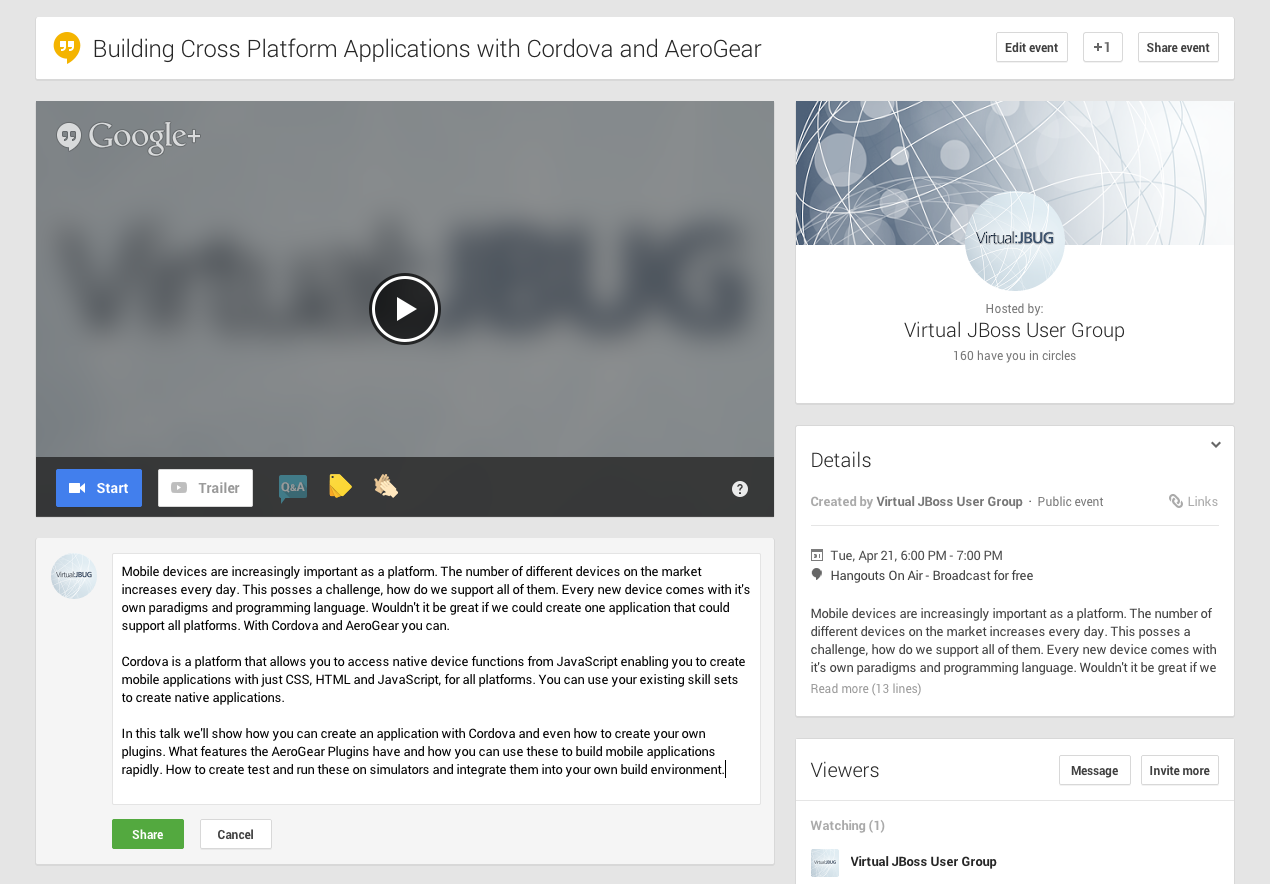 Building Cross Platform Applications with Cordova and AeroGear
Edit event
+1
Share event
Google+
Virtual:JBUG
Start
Trailer
Q&A
?
Virtual:JBUG
Mobile devices are increasingly important as a platform. The number of different devices on the market
increases every day. This posses a challenge, how do we support all of them. Every new device comes with it's
own paradigms and programming language. Wouldn't it be great if we could create one application that could
support all platforms. With Cordova and AeroGear you can.
Cordova is a platform that allows you to access native device functions from JavaScript enabling you to create
mobile applications with just CSS, HTML and JavaScript, for all platforms. You can use your existing skill sets
to create native applications.
In this talk we'll show how you can create an application with Cordova and even how to create your own
plugins. What features the AeroGear Plugins have and how you can use these to build mobile applications
rapidly. How to create test and run these on simulators and integrate them into your own build environment.
Share
Cancel
Virtual:JBUG
Hosted by:
Virtual JBoss User Group
160 have you in circles
Details
Created by Virtual JBoss User Group · Public event
Links
31
Tue, Apr 21, 6:00 PM - 7:00 PM
Hangouts On Air - Broadcast for free
Mobile devices are increasingly important as a platform. The number of
different devices on the market increases every day. This posses a
challenge, how do we support all of them. Every new device comes with
it's own paradigms and programming language. Wouldn't it be great if we
Read more (13 lines)
Viewers
Message
Invite more
Watching (1)
Virtual:JBUG
Virtual JBoss User Group